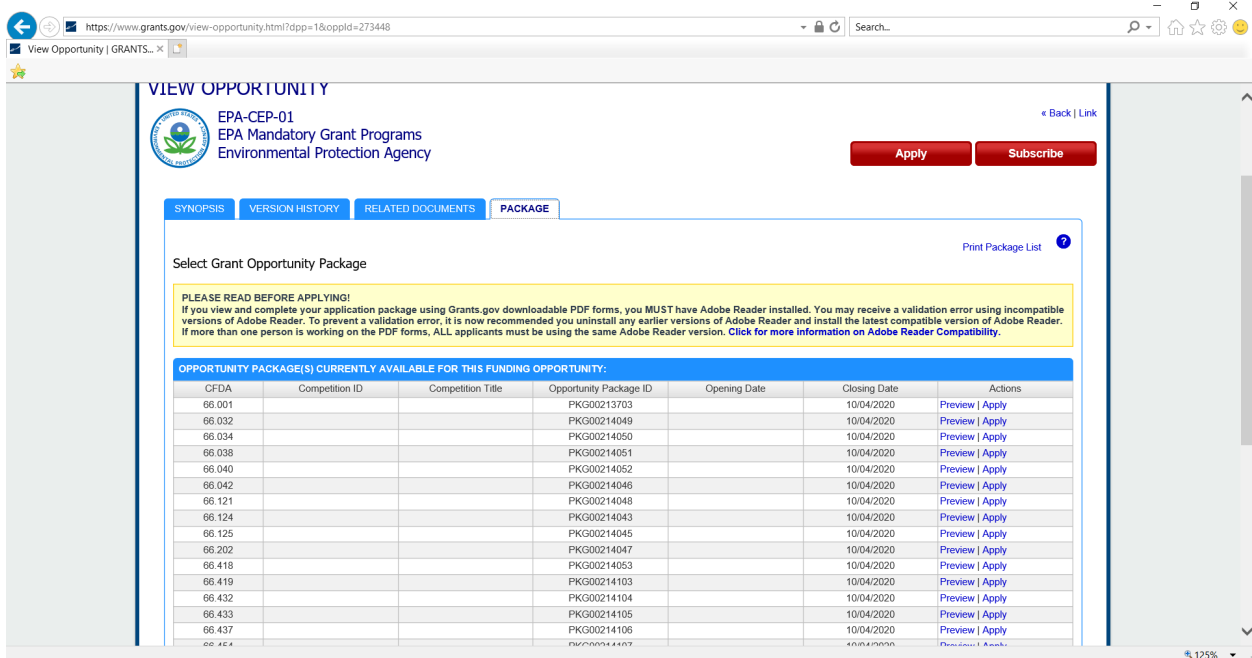 https://www.grants.gov/view-opportunity.html?dpp=1&oppId=273448
Search...
View Opportunity | GRANTS...
VIEW OPPORTUNITY
EPA-CEP-01
EPA Mandatory Grant Programs
Environmental Protection Agency
« Back | Link
Apply
Subscribe
SYNOPSIS VERSION HISTORY RELATED DOCUMENTS PACKAGE
Print Package List ?
Select Grant Opportunity Package
PLEASE READ BEFORE APPLYING!
If you view and complete your application package using Grants.gov downloadable PDF forms, you MUST have Adobe Reader installed. You may receive a validation error using incompatible
versions of Adobe Reader. To prevent a validation error, it is now recommended you uninstall any earlier versions of Adobe Reader and install the latest compatible version of Adobe Reader.
If more than one person is working on the PDF forms, ALL applicants must be using the same Adobe Reader version. Click for more information on Adobe Reader Compatibility.
OPPORTUNITY PACKAGE(S) CURRENTLY AVAILABLE FOR THIS FUNDING OPPORTUNITY:
CFDA Competition ID Competition Title Opportunity Package ID Opening Date Closing Date Actions
66.001 PKG00213703 10/04/2020 Preview | Apply
66.032 PKG00214049 10/04/2020 Preview | Apply
66.034 PKG00214050 10/04/2020 Preview | Apply
66.038 PKG00214051 10/04/2020 Preview | Apply
66.040 PKG00214052 10/04/2020 Preview | Apply
66.042 PKG00214046 10/04/2020 Preview | Apply
66.121 PKG00214048 10/04/2020 Preview | Apply
66.124 PKG00214043 10/04/2020 Preview | Apply
66.125 PKG00214045 10/04/2020 Preview | Apply
66.202 PKG00214047 10/04/2020 Preview | Apply
66.418 PKG00214053 10/04/2020 Preview | Apply
66.419 PKG00214103 10/04/2020 Preview | Apply
66.432 PKG00214104 10/04/2020 Preview | Apply
66.433 PKG00214105 10/04/2020 Preview | Apply
66.437 PKG00214106 10/04/2020 Preview | Apply
66.454 PKG00214107 10/04/2020 Preview | Apply
125%